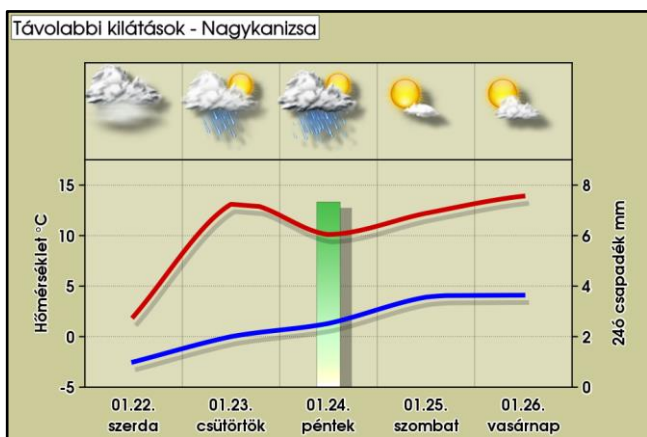 Távolabbi kilátások - Nagykanizsa
Hőmérséklet °C
15
10
5
0
-5
8
6
4
2
0
24ó csapadék mm
01.22. 01.23. 01.24. 01.25. 01.26.
szerda csütörtök péntek szombat vasárnap